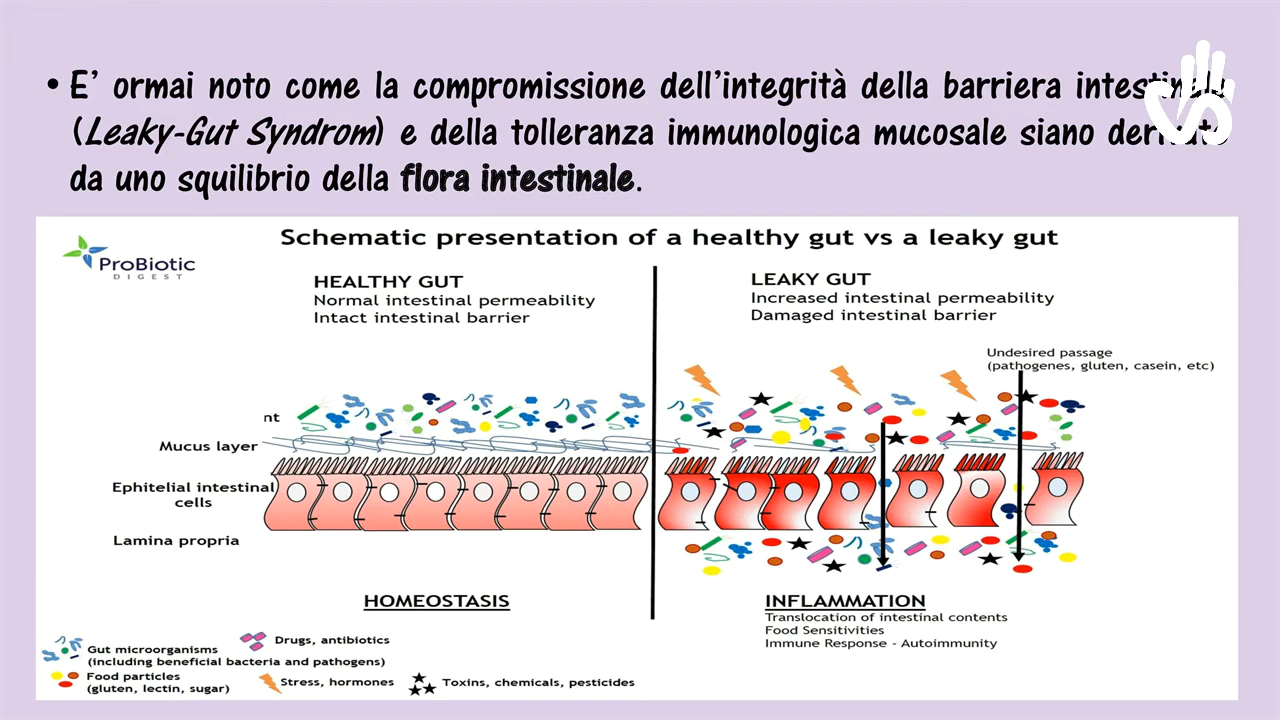 • E' ormai noto come la compromissione dell'integrità della barriera
(Leaky-Gut Syndrom) e della tolleranza immunologica mucosale siano
da uno squilibrio della flora intestinale.
ProBiotic
DIGEST
Schematic presentation of a healthy gut vs a leaky gut
HEALTHY GUT
Normal intestinal permeability
Intact intestinal barrier
LEAKY GUT
Increased intestinal permeability
Damaged intestinal barrier
Undesired passage
(pathogenes, gluten, casein, etc)
nt
Mucus layer
Ephitelial intestinal
cells
Lamina propria
HOMEOSTASIS
INFLAMMATION
Translocation of intestinal contents
Food Sensitivities
Immune Response - Autoimmunity
Gut microorganisms
(including beneficial bacteria and pathogens)
Drugs, antibiotics
Food particles
(gluten, lectin, sugar)
Stress, hormones
Toxins, chemicals, pesticides